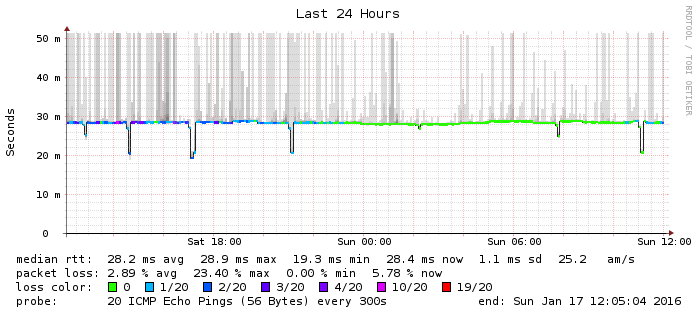 Last 24 Hours
RRDTOOL / TOBI OETIKER
Seconds
50 m
40 m
30 m
20 m
10 m
0
Sat 18:00 Sun 00:00 Sun 06:00 Sun 12:00
median rtt: 28.2 ms avg 28.9 ms max 19.3 ms min 28.4 ms now 1.1 ms sd 25.2 am/s
packet loss: 2.89 % avg 23.40 % max 0.00 % min 5.78 % now
loss color: 0 1/20 2/20 3/20 4/20 10/20 19/20
probe: 20 ICMP Echo Pings (56 Bytes) every 300s end: Sun Jan 17 12:05:04 2016